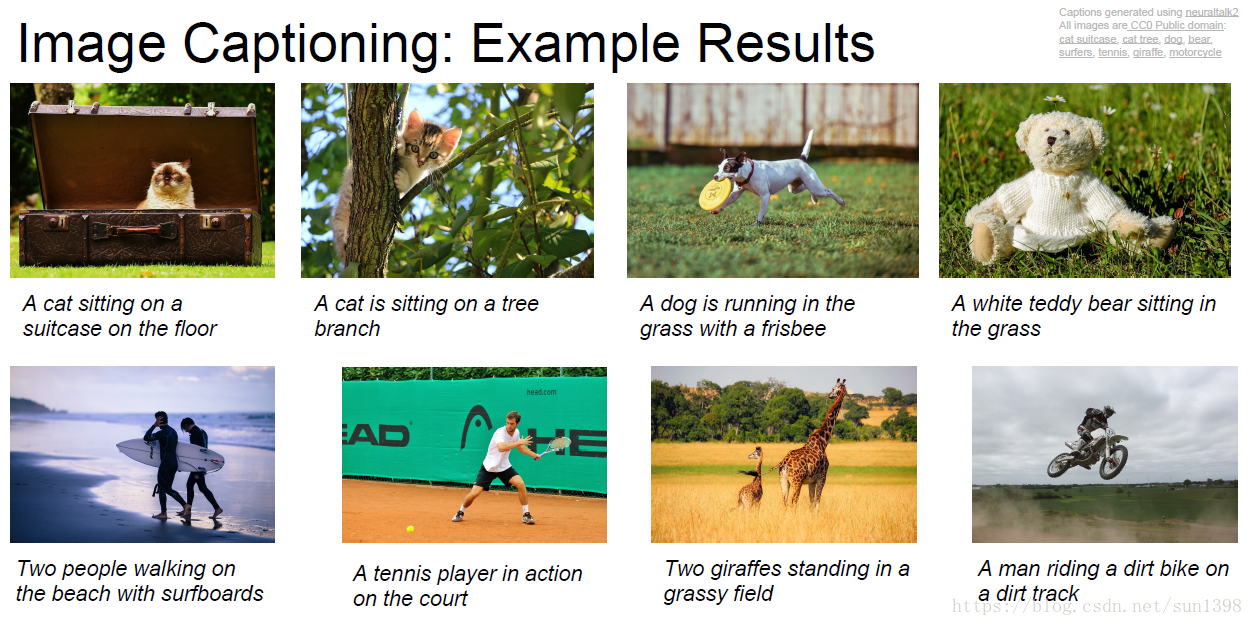 Image Captioning: Example Results
Captions generated using neuraltalk2
All images are CC0 Public domain:
cat suitcase, cat tree, dog, bear,
surfers, tennis, giraffe, motorcycle
A cat sitting on a
suitcase on the floor
A cat is sitting on a tree
branch
A dog is running in the
grass with a frisbee
A white teddy bear sitting in
the grass
head.com
EAD
HE
Two people walking on
the beach with surfboards
A tennis player in action
on the court
Two giraffes standing in a
grassy field
A man riding a dirt bike on
a dirt track
https://blog.csdn.net/sun1398